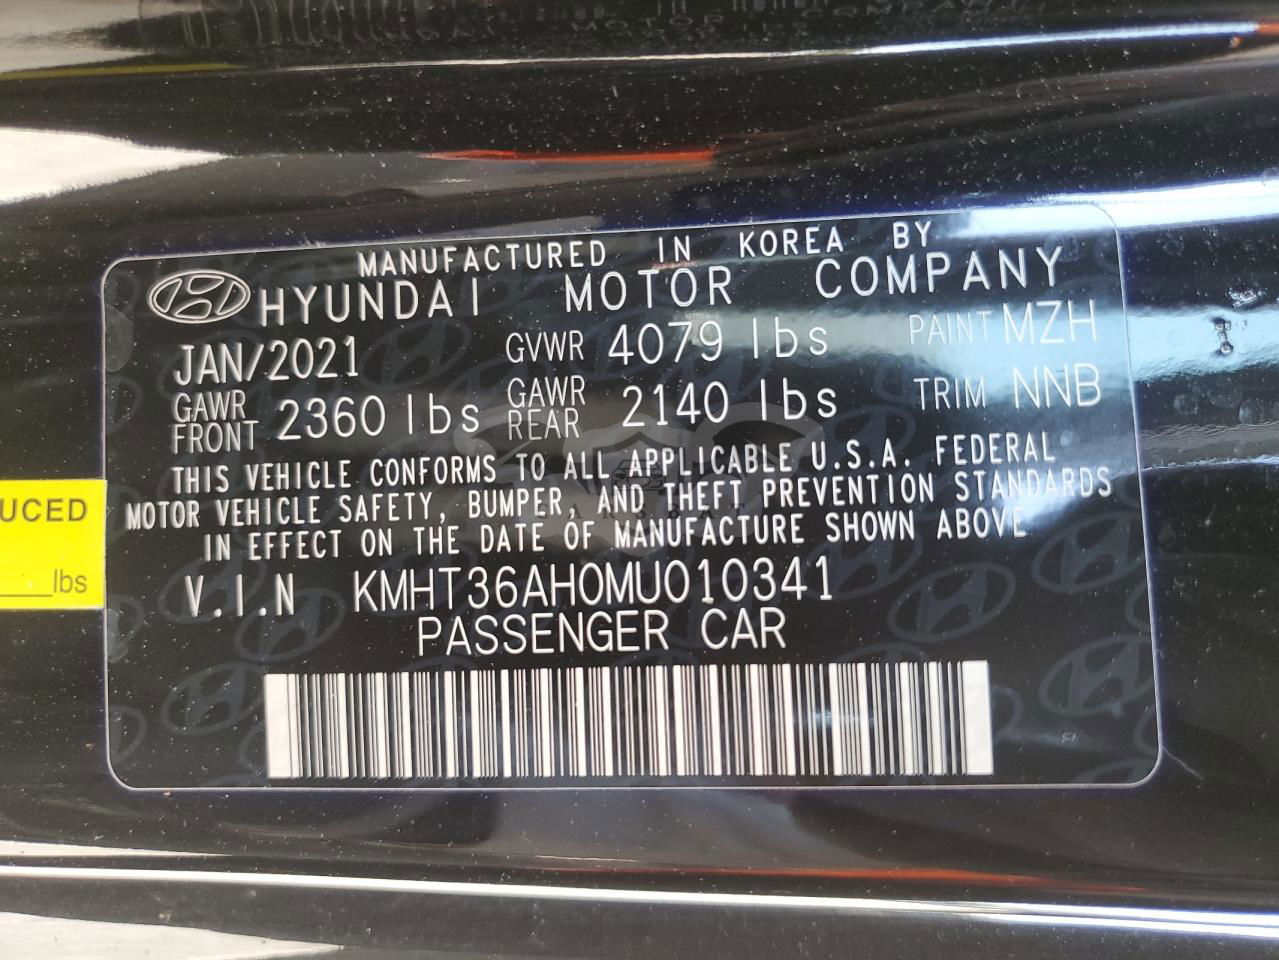 MANUFACTURED IN KOREA BY
HYUNDAI MOTOR COMPANY
JAN/2021 GVWR 4079 lbs PAINT MZH
GAWR FRONT 2360 lbs GAWR REAR 2140 lbs TRIM NNB
THIS VEHICLE CONFORMS TO ALL APPLICABLE U.S.A. FEDERAL
MOTOR VEHICLE SAFETY, BUMPER, AND THEFT PREVENTION STANDARDS
IN EFFECT ON THE DATE OF MANUFACTURE SHOWN ABOVE
V.I.N KMHT36AH0MU010341
PASSENGER CAR
UCED
lbs